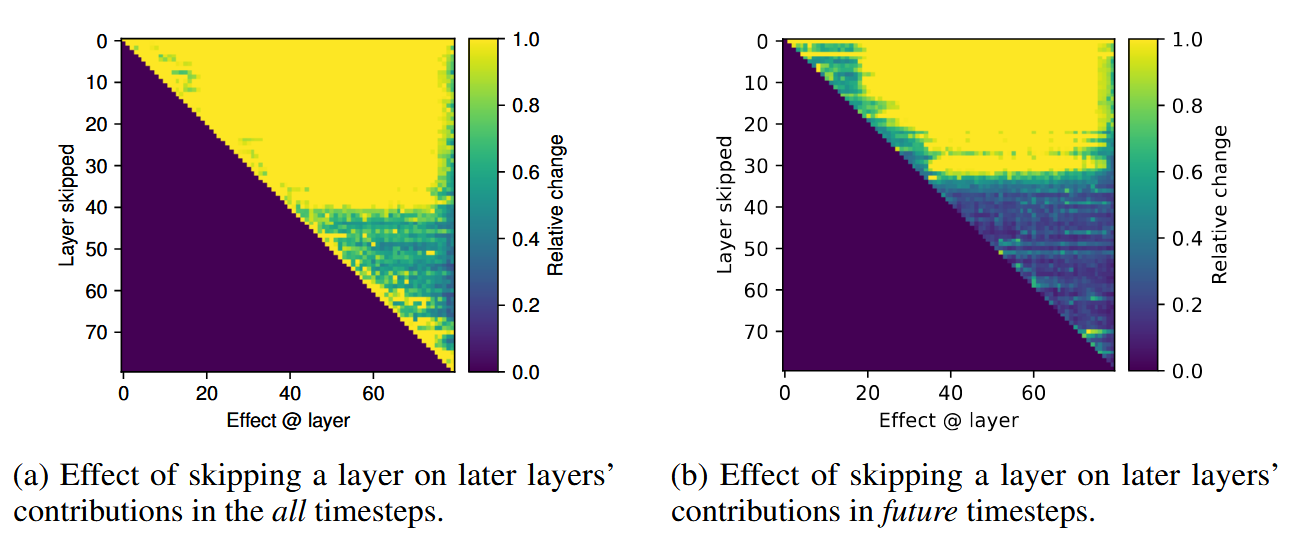 0
10
20
30
40
50
60
70
Layer skipped
0 20 40 60
Effect @ layer
1.0
0.8
0.6
0.4
0.2
0.0
Relative change
(a) Effect of skipping a layer on later layers'
contributions in the all timesteps.
0
10
20
30
40
50
60
70
Layer skipped
0 20 40 60
Effect @ layer
1.0
0.8
0.6
0.4
0.2
0.0
Relative change
(b) Effect of skipping a layer on later layers'
contributions in future timesteps.